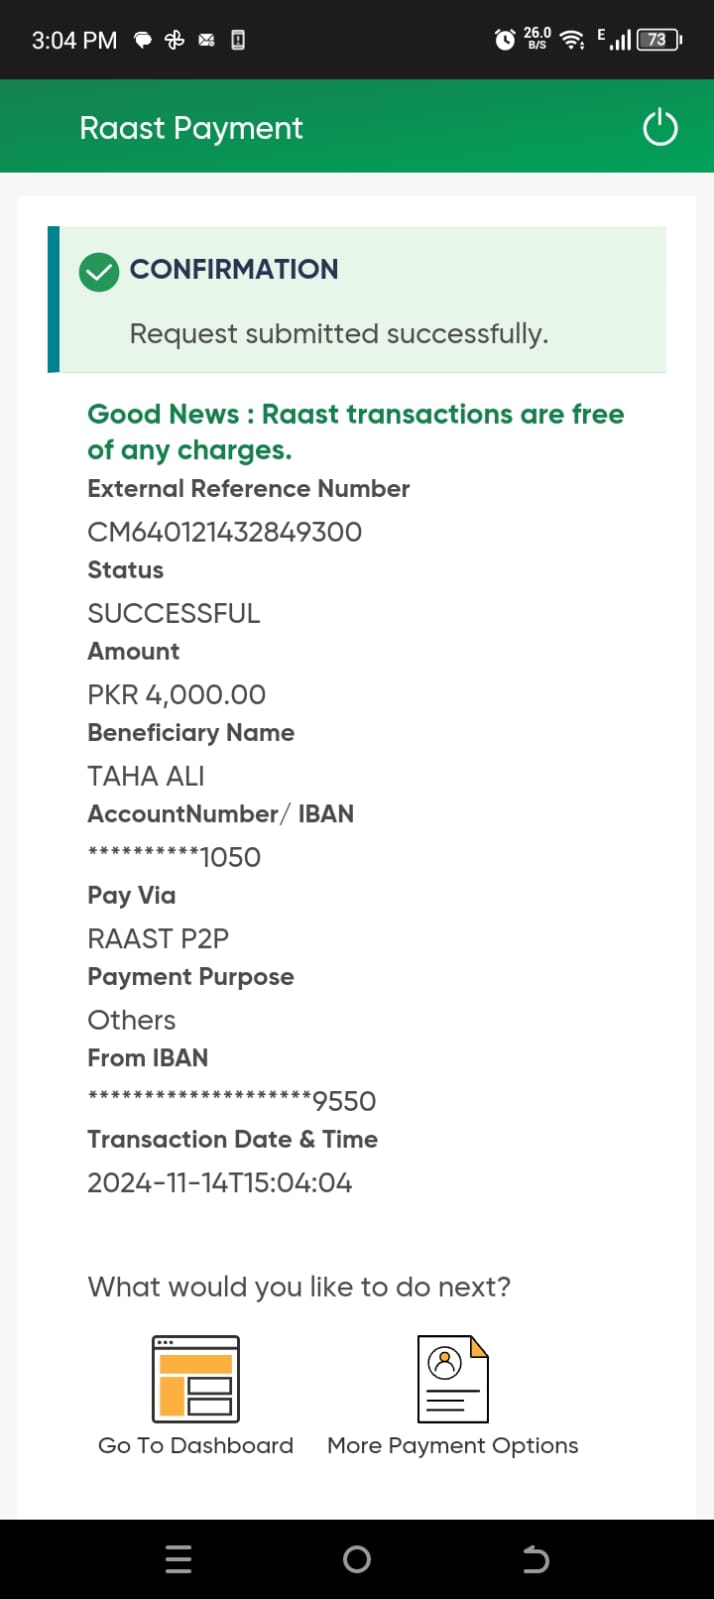 3:04 PM
26.0
B/S
E
73
Raast Payment
CONFIRMATION
Request submitted successfully.
Good News : Raast transactions are free
of any charges.
External Reference Number
CM640121432849300
Status
SUCCESSFUL
Amount
PKR 4,000.00
Beneficiary Name
TAHA ALI
AccountNumber/ IBAN
**********1050
Pay Via
RAAST P2P
Payment Purpose
Others
From IBAN
********************9550
Transaction Date & Time
2024-11-14T15:04:04
What would you like to do next?
Go To Dashboard
More Payment Options